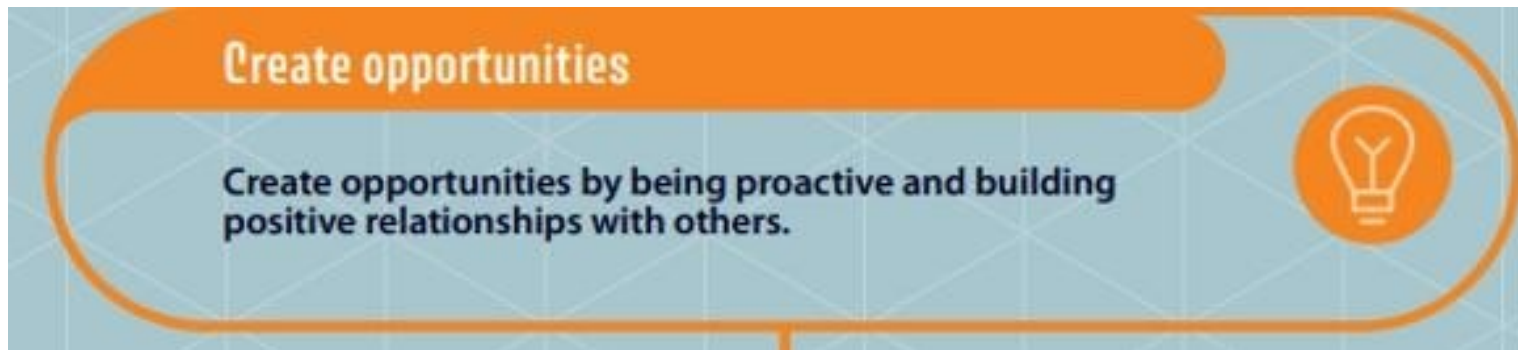 Create opportunities
Create opportunities by being proactive and building
positive relationships with others.